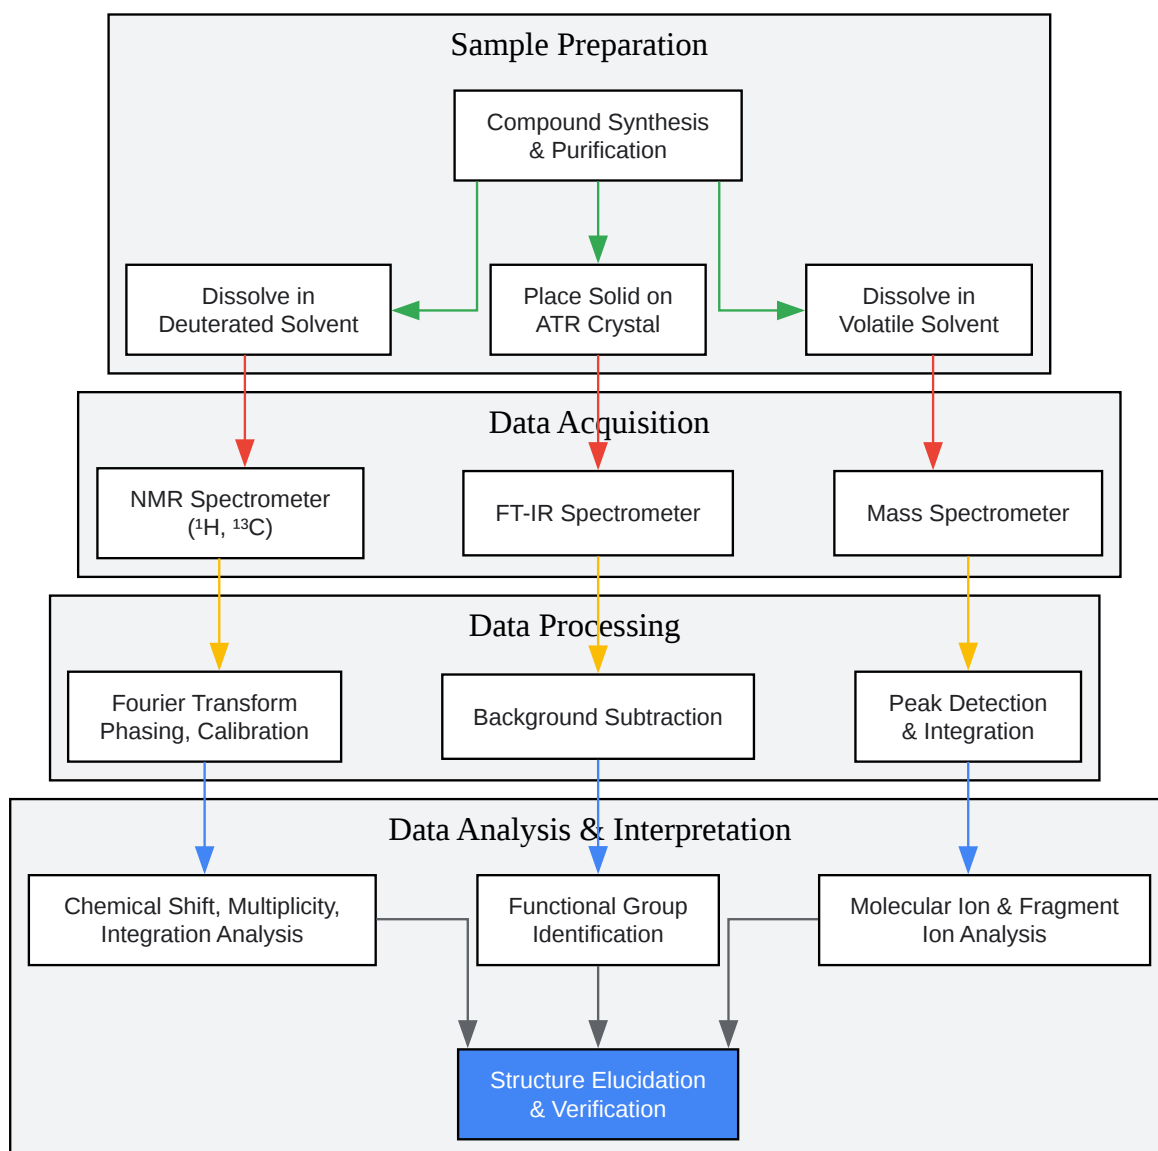 Sample Preparation
Compound Synthesis
& Purification
Dissolve in
Deuterated Solvent
Place Solid on
ATR Crystal
Dissolve in
Volatile Solvent
Data Acquisition
NMR Spectrometer
(¹H, ¹³C)
FT-IR Spectrometer
Mass Spectrometer
Data Processing
Fourier Transform
Phasing, Calibration
Background Subtraction
Peak Detection
& Integration
Data Analysis & Interpretation
Chemical Shift, Multiplicity,
Integration Analysis
Functional Group
Identification
Molecular Ion & Fragment
Ion Analysis
Structure Elucidation
& Verification